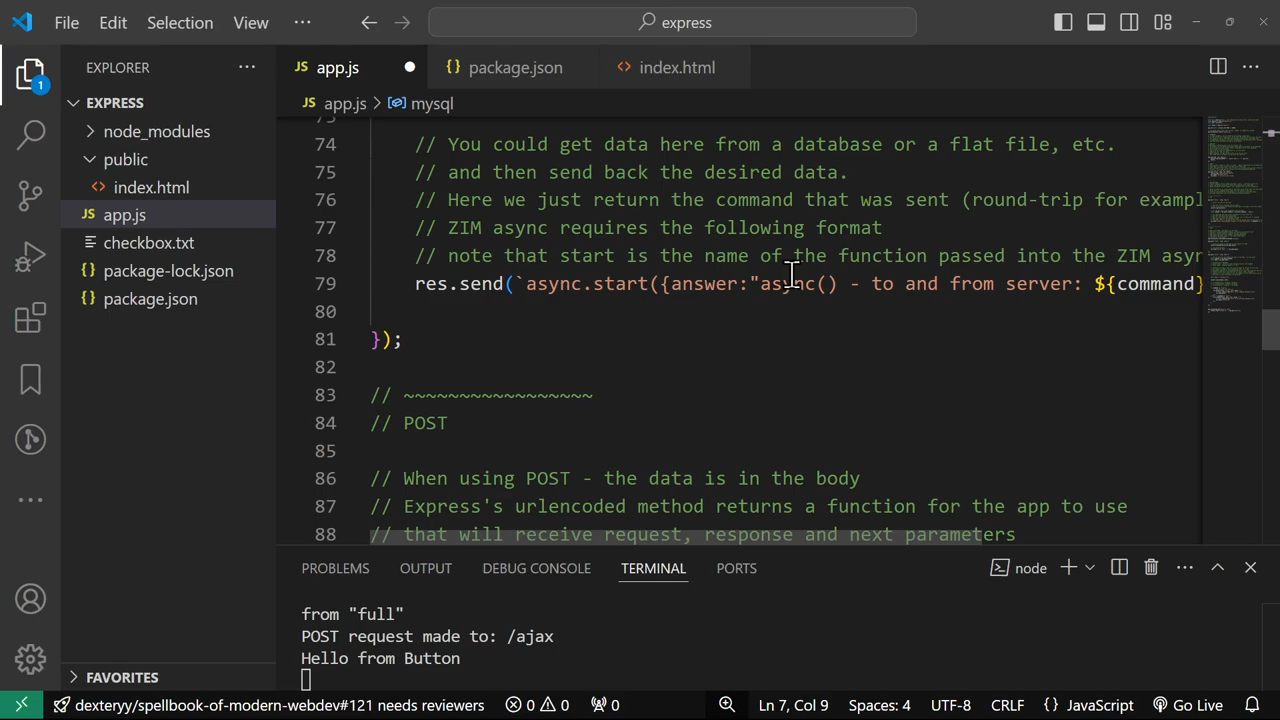 File Edit Selection View ··· express
EXPLORER ···
EXPRESS
node_modules
public
index.html
JS app.js
checkbox.txt
{} package-lock.json
{} package.json
FAVORITES
1
JS app.js {} package.json <> index.html ···
JS app.js > mysql
74 // You could get data here from a database or a flat file, etc.
75 // and then send back the desired data.
76 // Here we just return the command that was sent (round-trip for exampl
77 // ZIM async requires the following format
78 // note that start is the name of the function passed into the ZIM asyn
79 res.send(`async.start({answer:"async() - to and from server: ${command}
80
81 });
82
83 // ~~~~~~~~~~~~~~~~~
84 // POST
85
86 // When using POST - the data is in the body
87 // Express's urlencoded method returns a function for the app to use
88 // that will receive request, response and next parameters
PROBLEMS OUTPUT DEBUG CONSOLE TERMINAL PORTS node ···
from "full"
POST request made to: /ajax
Hello from Button
dexteryy/spellbook-of-modern-webdev#121 needs reviewers 0 0 0 Ln 7, Col 9 Spaces: 4 UTF-8 CRLF {} JavaScript Go Live